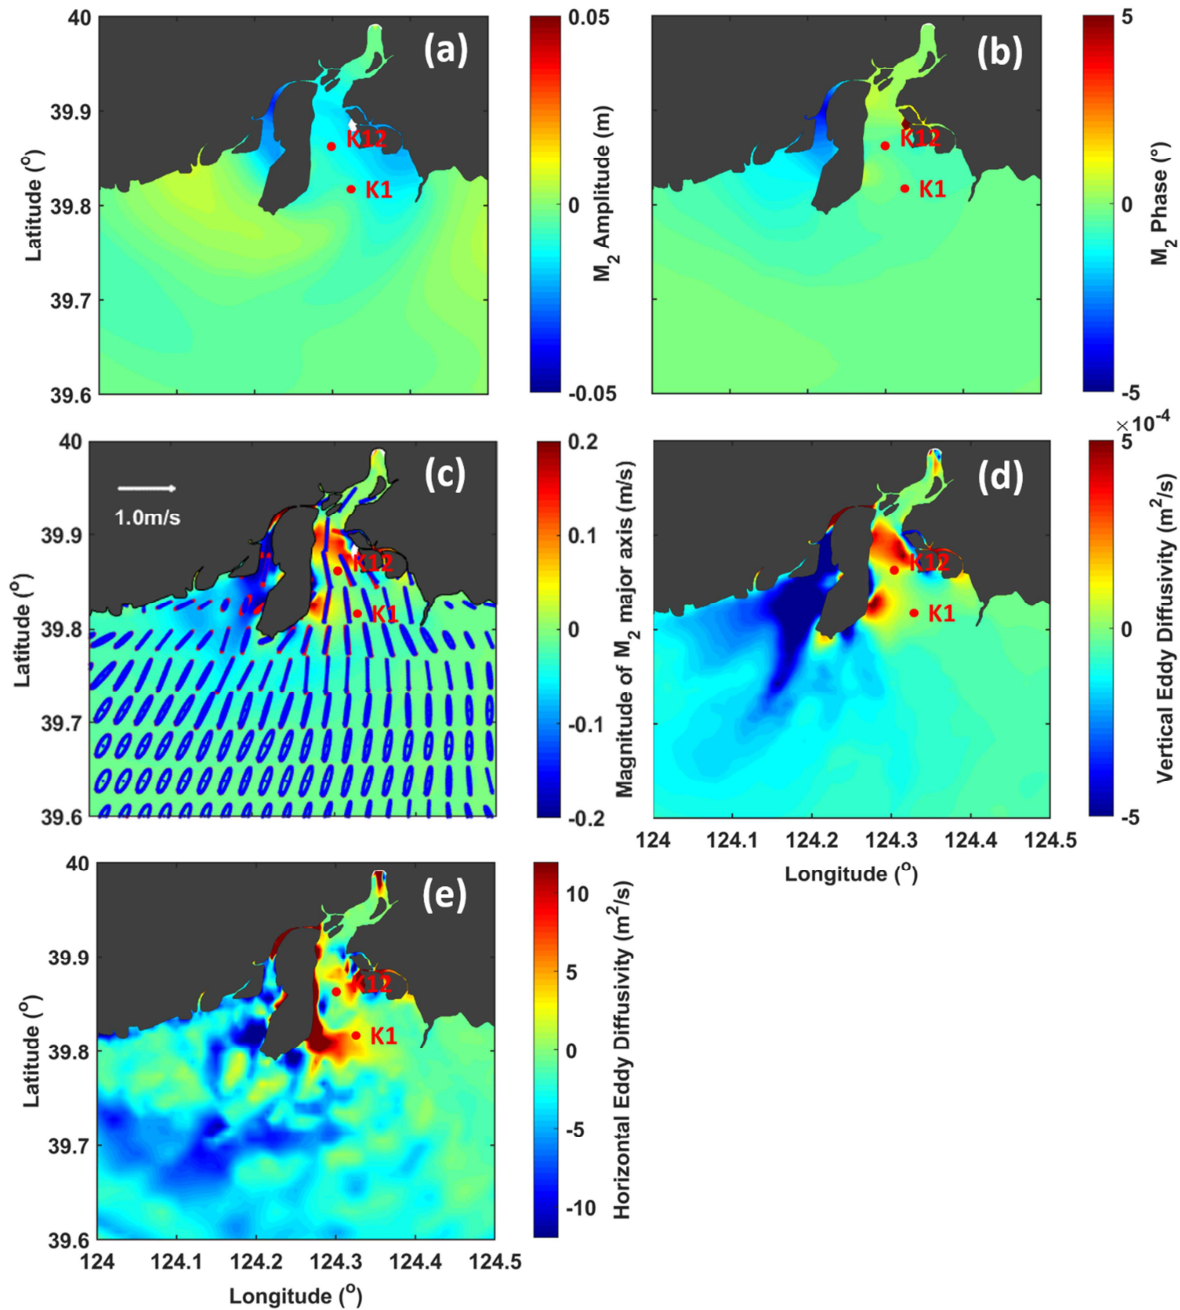 40
39.9
39.8
39.7
39.6
Latitude (o)
(a)
K12
K1
0.05
0
-0.05
M2 Amplitude (m)
(b)
K12
K1
5
0
-5
M2 Phase (°)
40
39.9
39.8
39.7
39.6
Latitude (o)
(c)
1.0m/s
K12
K1
0.2
0.1
0
-0.1
-0.2
Magnitude of M2 major axis (m/s)
(d)
K12
K1
×10-4
5
0
-5
Vertical Eddy Diffusivity (m2/s)
124 124.1 124.2 124.3 124.4 124.5
Longitude (o)
40
39.9
39.8
39.7
39.6
Latitude (o)
(e)
K12
K1
10
5
0
-5
-10
Horizontal Eddy Diffusivity (m2/s)
124 124.1 124.2 124.3 124.4 124.5
Longitude (o)